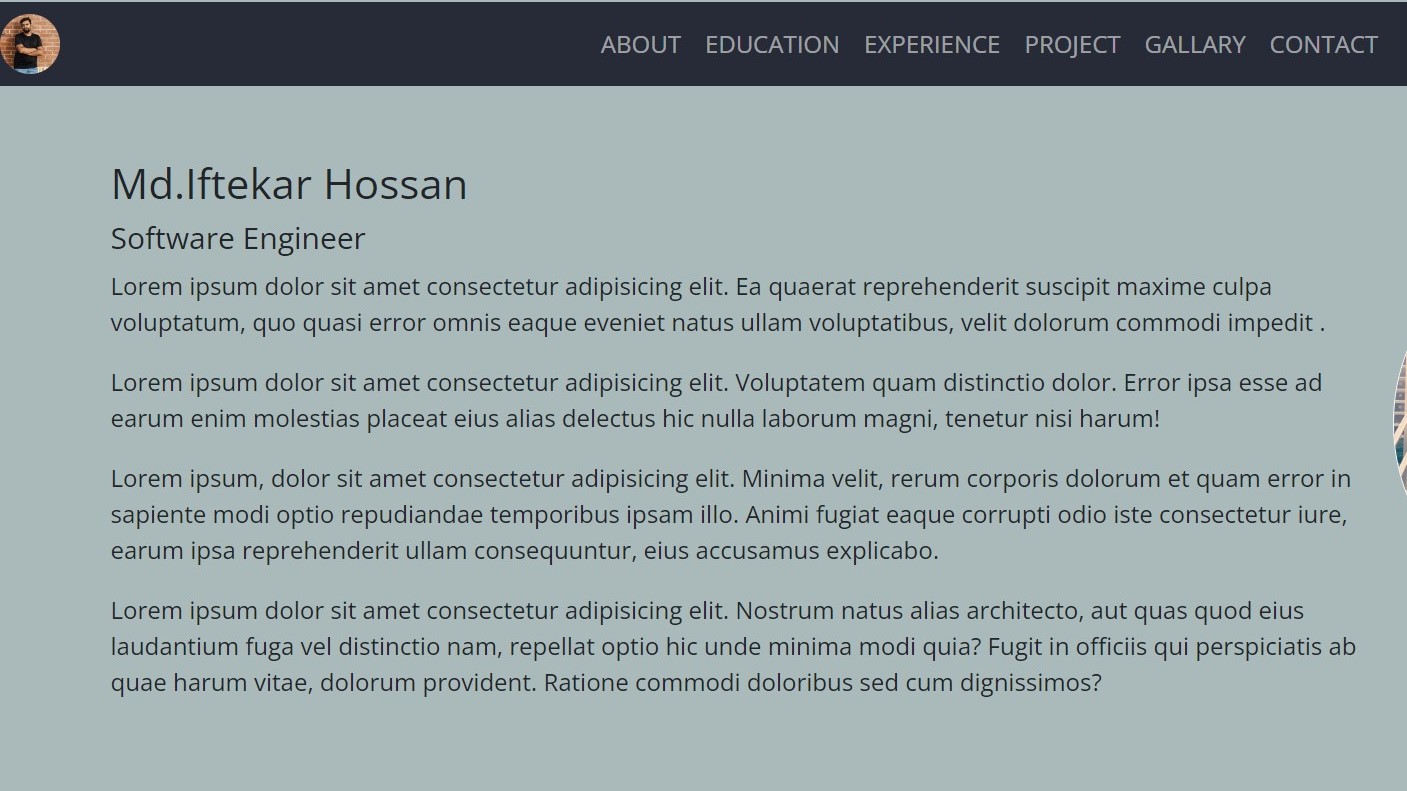 ABOUT EDUCATION EXPERIENCE PROJECT GALLARY CONTACT
Md.Iftekar Hossan
Software Engineer
Lorem ipsum dolor sit amet consectetur adipisicing elit. Ea quaerat reprehenderit suscipit maxime culpa
voluptatum, quo quasi error omnis eaque eveniet natus ullam voluptatibus, velit dolorum commodi impedit .
Lorem ipsum dolor sit amet consectetur adipisicing elit. Voluptatem quam distinctio dolor. Error ipsa esse ad
earum enim molestias placeat eius alias delectus hic nulla laborum magni, tenetur nisi harum!
Lorem ipsum, dolor sit amet consectetur adipisicing elit. Minima velit, rerum corporis dolorum et quam error in
sapiente modi optio repudiandae temporibus ipsam illo. Animi fugiat eaque corrupti odio iste consectetur iure,
earum ipsa reprehenderit ullam consequuntur, eius accusamus explicabo.
Lorem ipsum dolor sit amet consectetur adipisicing elit. Nostrum natus alias architecto, aut quas quod eius
laudantium fuga vel distinctio nam, repellat optio hic unde minima modi quia? Fugit in officiis qui perspiciatis ab
quae harum vitae, dolorum provident. Ratione commodi doloribus sed cum dignissimos?